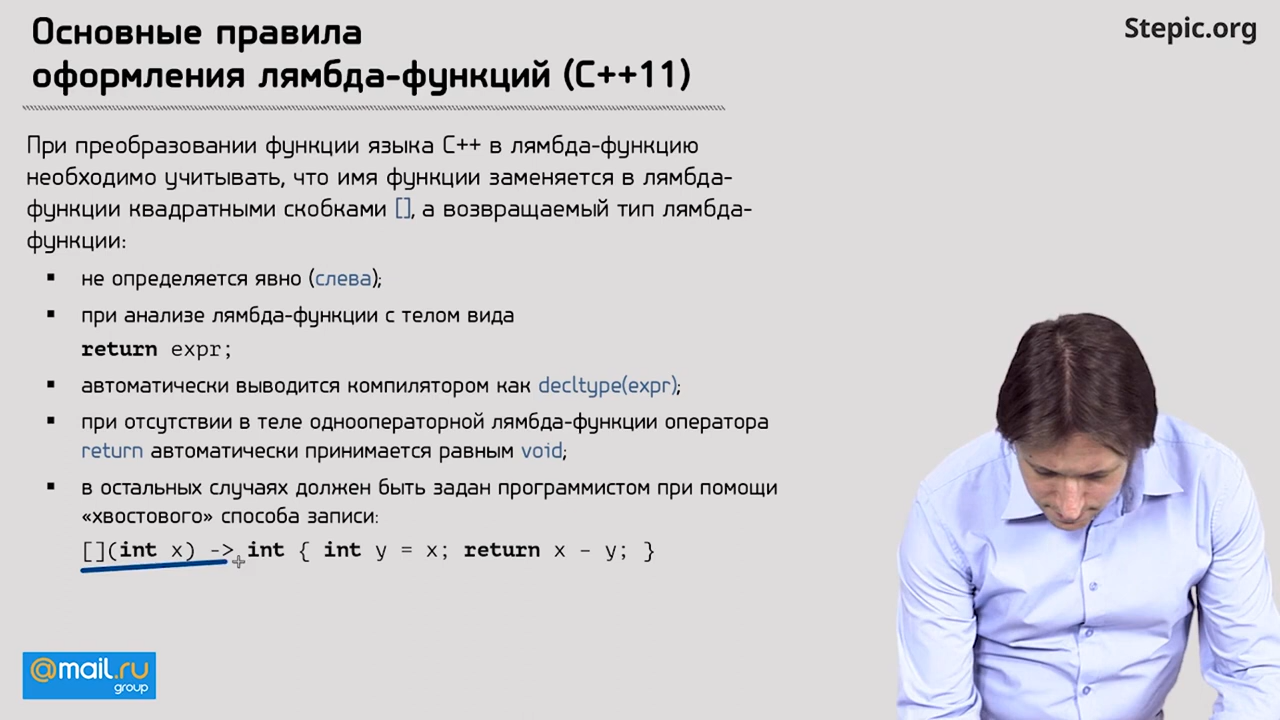 Основные правила
оформления лямбда-функций (C++11)
Stepic.org
При преобразовании функции языка C++ в лямбда-функцию
необходимо учитывать, что имя функции заменяется в лямбда-
функции квадратными скобками [], а возвращаемый тип лямбда-
функции:
▪ не определяется явно (слева);
▪ при анализе лямбда-функции с телом вида
return expr;
▪ автоматически выводится компилятором как decltype(expr);
▪ при отсутствии в теле однооператорной лямбда-функции оператора
return автоматически принимается равным void;
▪ в остальных случаях должен быть задан программистом при помощи
«хвостового» способа записи:
[](int x) -> int { int y = x; return x - y; }
@mail.ru
group